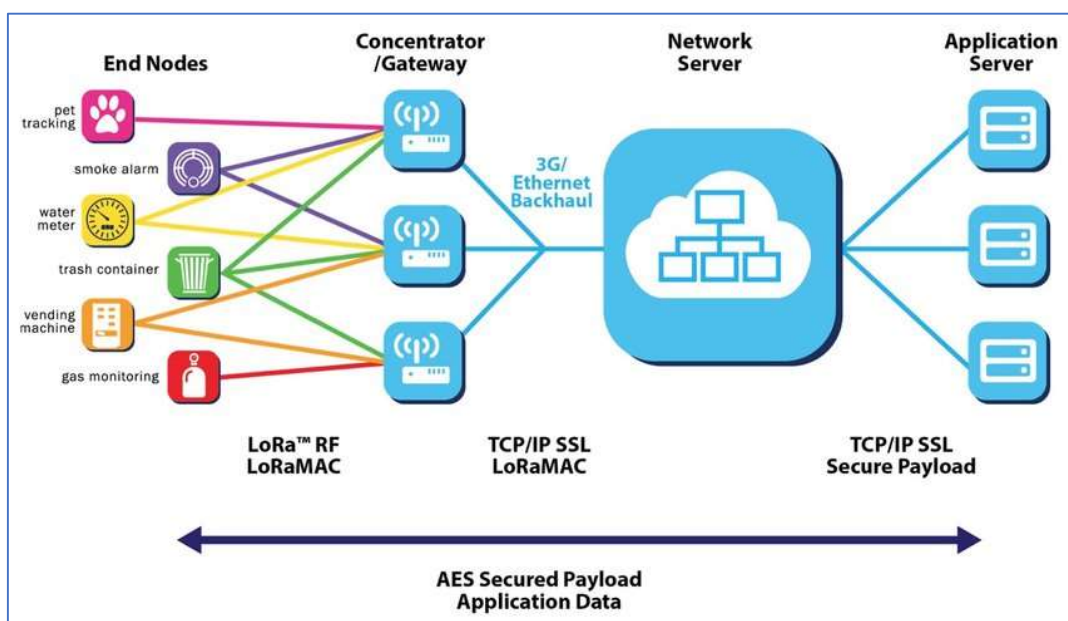 End Nodes
Concentrator
/Gateway
Network
Server
Application
Server
pet
tracking
smoke alarm
water
meter
trash container
vending
machine
gas monitoring
3G/
Ethernet
Backhaul
LoRa™ RF
LoRaMAC
TCP/IP SSL
LoRaMAC
TCP/IP SSL
Secure Payload
AES Secured Payload
Application Data